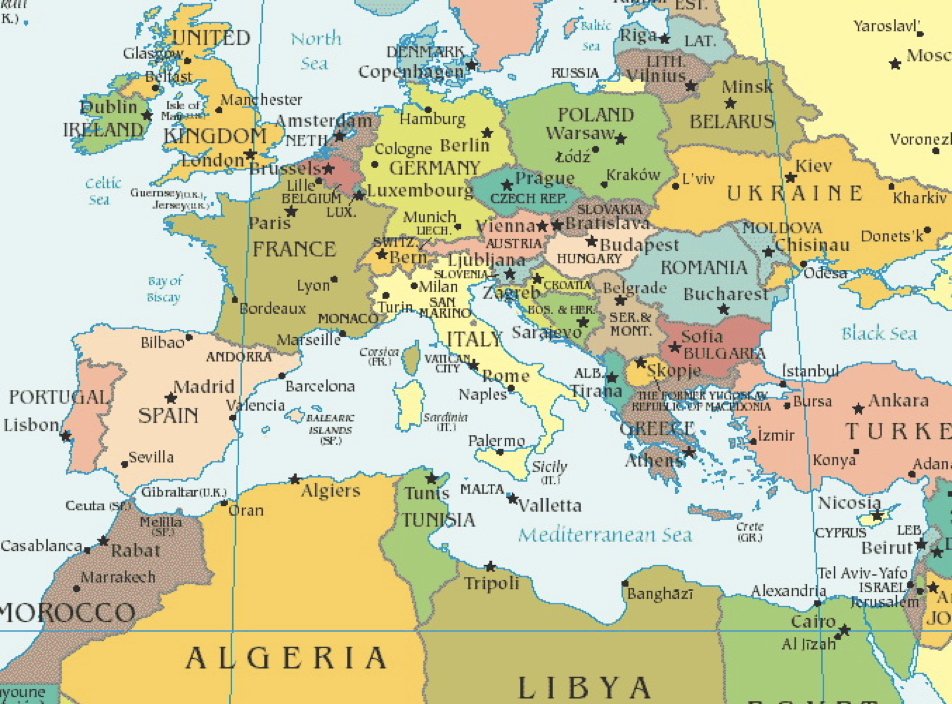 EST.
Yaroslavl'
UNITED
North
Sea
Baltic
Sea
Riga
LAT.
Glasgow
DENMARK
Copenhagen
LITH.
Vilnius
RUSSIA
Belfast
Minsk
BELARUS
Dublin
IRELAND
Isle of
Manchester
KINGDOM
London
Amsterdam
NETH.
Hamburg
Berlin
POLAND
Warsaw
Łódź
Voronez
Cologne
GERMANY
Brussels
Lille
BELGIUM
Luxembourg
LUX.
Prague
CZECH REP.
Kraków
L'viv
Kiev
UKRAINE
Kharkiv
Celtic
Sea
Guernsey (U.K.)
Jersey (U.K.)
Paris
FRANCE
Munich
LIECH.
Vienna
AUSTRIA
SLOVAKIA
Bratislava
Budapest
HUNGARY
MOLDOVA
Chisinau
Donets'k
Odesa
SWITZ.
Bern
Ljubljana
SLOVENIA
Zagreb
CROATIA
ROMANIA
Bucharest
Bay of
Biscay
Lyon
Bordeaux
Milan
Turin
SAN
MARINO
MONACO
Marseille
BOS. & HER.
Sarajevo
Belgrade
SER. &
MONT.
Sofia
BULGARIA
Black Sea
Bilbao
ANDORRA
Corsica
(FR.)
ITALY
VATICAN
CITY
Rome
Naples
ALB.
Tirana
Skopje
THE FORMER YUGOSLAV
REPUBLIC OF MACEDONIA
Istanbul
Bursa
Ankara
PORTUGAL
Lisbon
Madrid
SPAIN
Barcelona
Valencia
BALEARIC
ISLANDS
(SP.)
Sardinia
(IT.)
GREECE
Athens
İzmir
TURKE
Konya
Adan
Sevilla
Palermo
Sicily
(IT.)
Gibraltar (U.K.)
Ceuta (SP.)
Melilla
(SP.)
Algiers
Oran
Tunis
TUNISIA
MALTA
Valletta
Mediterranean Sea
Crete
(GR.)
Nicosia
CYPRUS
LEB.
Beirut
Casablanca
Rabat
Marrakech
MOROCCO
Tripoli
Banghāzī
Alexandria
Tel Aviv-Yafo
ISRAEL
Jerusalem
JO
Cairo
Al Jīzah
ALGERIA
LIBYA
EGYPT
ayoune